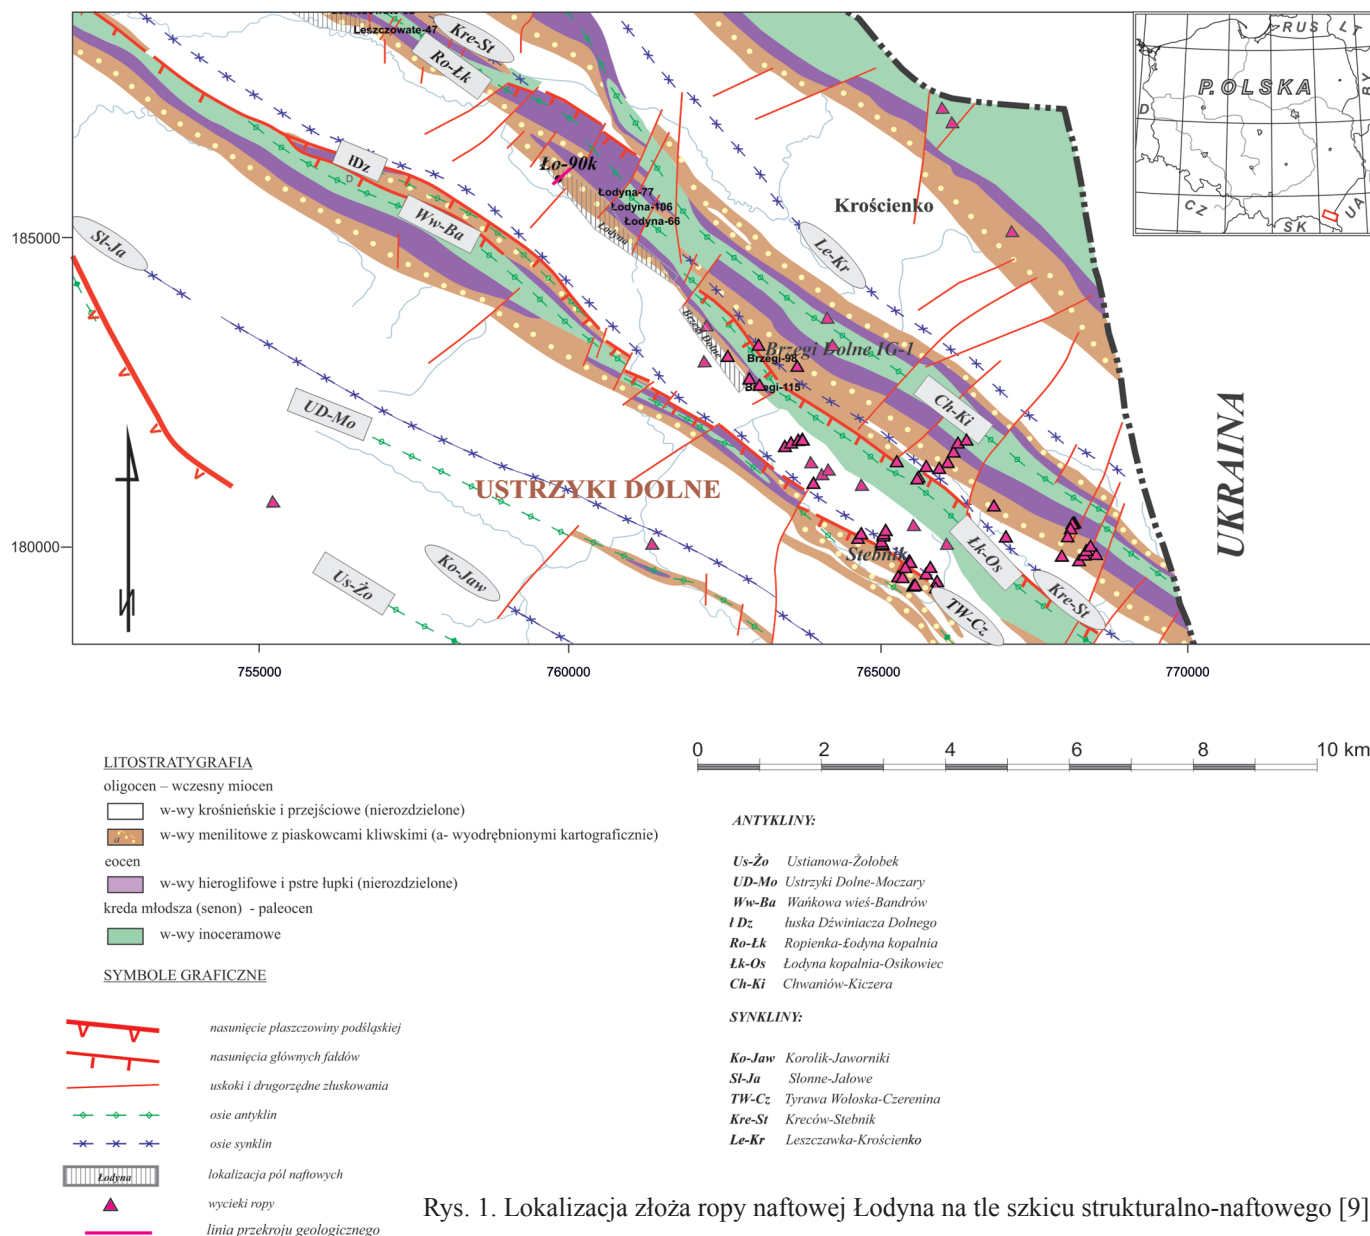 Leszczowate-47
Kre-St
Ro-Łk
RUS
LT
POLSKA
D
BY
CZ
SK
UA
lDz
Ło-90k
Łodyna-77
Łodyna-106
Łodyna-66
Łodyna
Krościenko
Ww-Ba
Sl-Ja
Le-Kr
185000
D
Brzegi Dolne
Brzegi Dolne IG-1
Brzegi-98
Brzegi-115
Ch-Ki
UD-Mo
USTRZYKI DOLNE
UKRAINA
180000
Us-Żo
Ko-Jaw
Stebnik
Łk-Os
TW-Cz
Kre-St
N
755000
760000
765000
770000
0 2 4 6 8 10 km
LITOSTRATYGRAFIA
oligocen – wczesny miocen
w-wy krośnieńskie i przejściowe (nierozdzielone)
a
w-wy menilitowe z piaskowcami kliwskimi (a- wyodrębnionymi kartograficznie)
eocen
w-wy hieroglifowe i pstre łupki (nierozdzielone)
kreda młodsza (senon) - paleocen
w-wy inoceramowe
SYMBOLE GRAFICZNE
nasunięcie płaszczowiny podśląskiej
nasunięcia głównych fałdów
uskoki i drugorzędne złuskowania
osie antyklin
osie synklin
Łodyna
lokalizacja pól naftowych
wycieki ropy
linia przekroju geologicznego
ANTYKLINY:
Us-Żo Ustianowa-Żołobek
UD-Mo Ustrzyki Dolne-Moczary
Ww-Ba Wańkowa wieś-Bandrów
ł Dz łuska Dźwiniacza Dolnego
Ro-Łk Ropienka-£odyna kopalnia
Łk-Os Łodyna kopalnia-Osikowiec
Ch-Ki Chwaniów-Kiczera
SYNKLINY:
Ko-Jaw Korolik-Jaworniki
Sl-Ja Słonne-Jałowe
TW-Cz Tyrawa Wołoska-Czerenina
Kre-St Kreców-Stebnik
Le-Kr Leszczawka-Krościenko
Rys. 1. Lokalizacja złoża ropy naftowej Łodyna na tle szkicu strukturalno-naftowego [9]